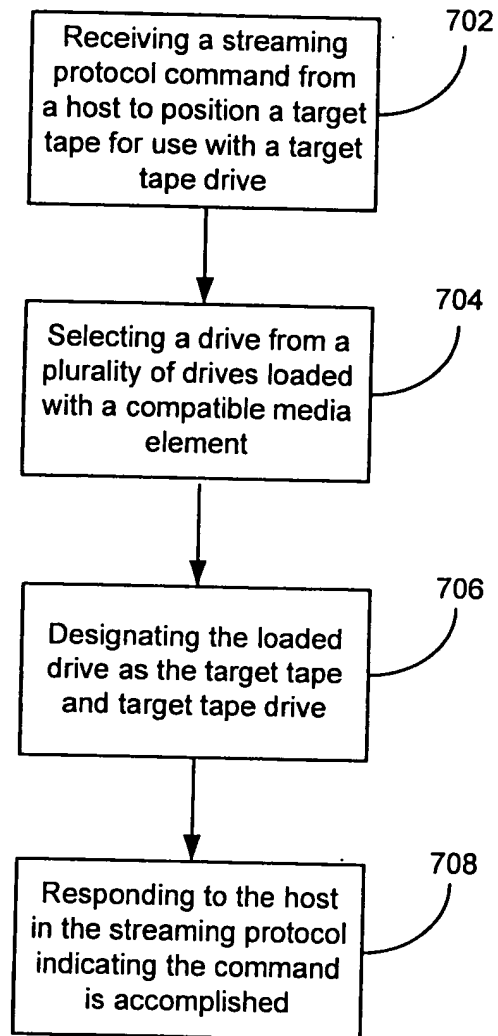 Receiving a streaming
protocol command from
a host to position a target
tape for use with a target
tape drive
702
Selecting a drive from a
plurality of drives loaded
with a compatible media
element
704
Designating the loaded
drive as the target tape
and target tape drive
706
Responding to the host
in the streaming protocol
indicating the command
is accomplished
708